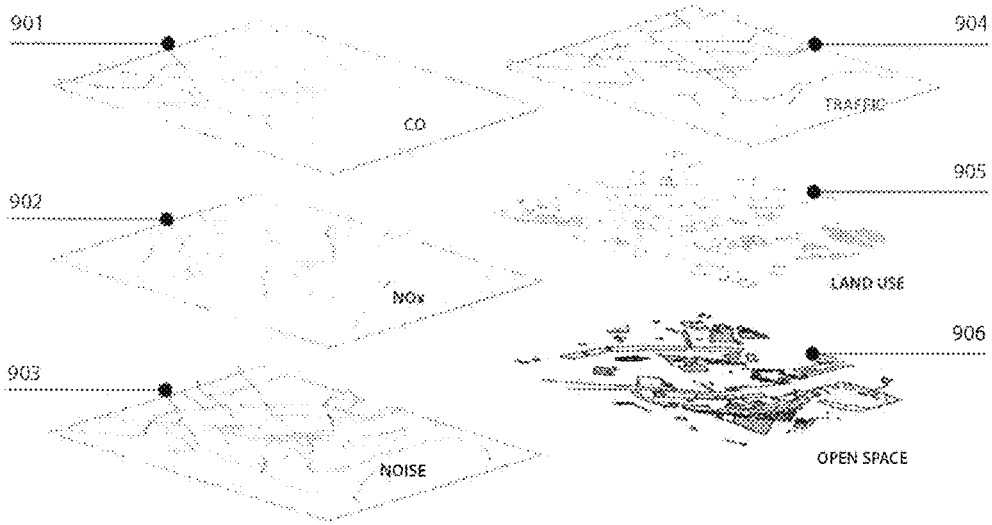 901
CO
902
NOx
903
NOISE
904
TRAFFIC
905
LAND USE
906
OPEN SPACE